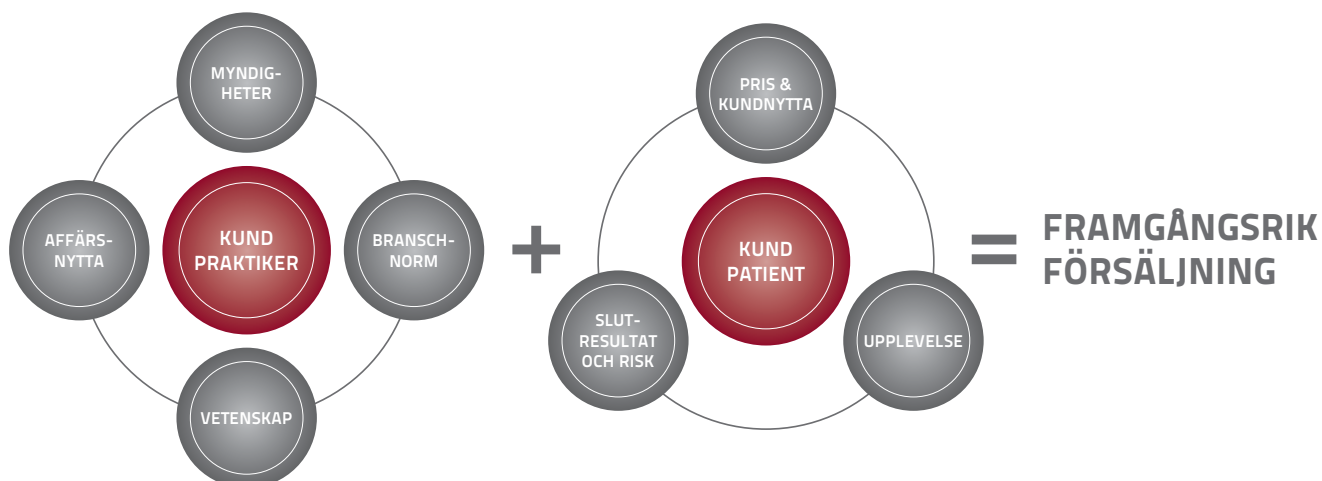 MYNDIG-
HETER
AFFÄRS-
NYTTA
KUND
PRAKTIKER
BRANSCH-
NORM
VETENSKAP
+
PRIS &
KUNDNYTTA
KUND
PATIENT
SLUT-
RESULTAT
OCH RISK
UPPLEVELSE
=
FRAMGÅNGSRIK
FÖRSÄLJNING